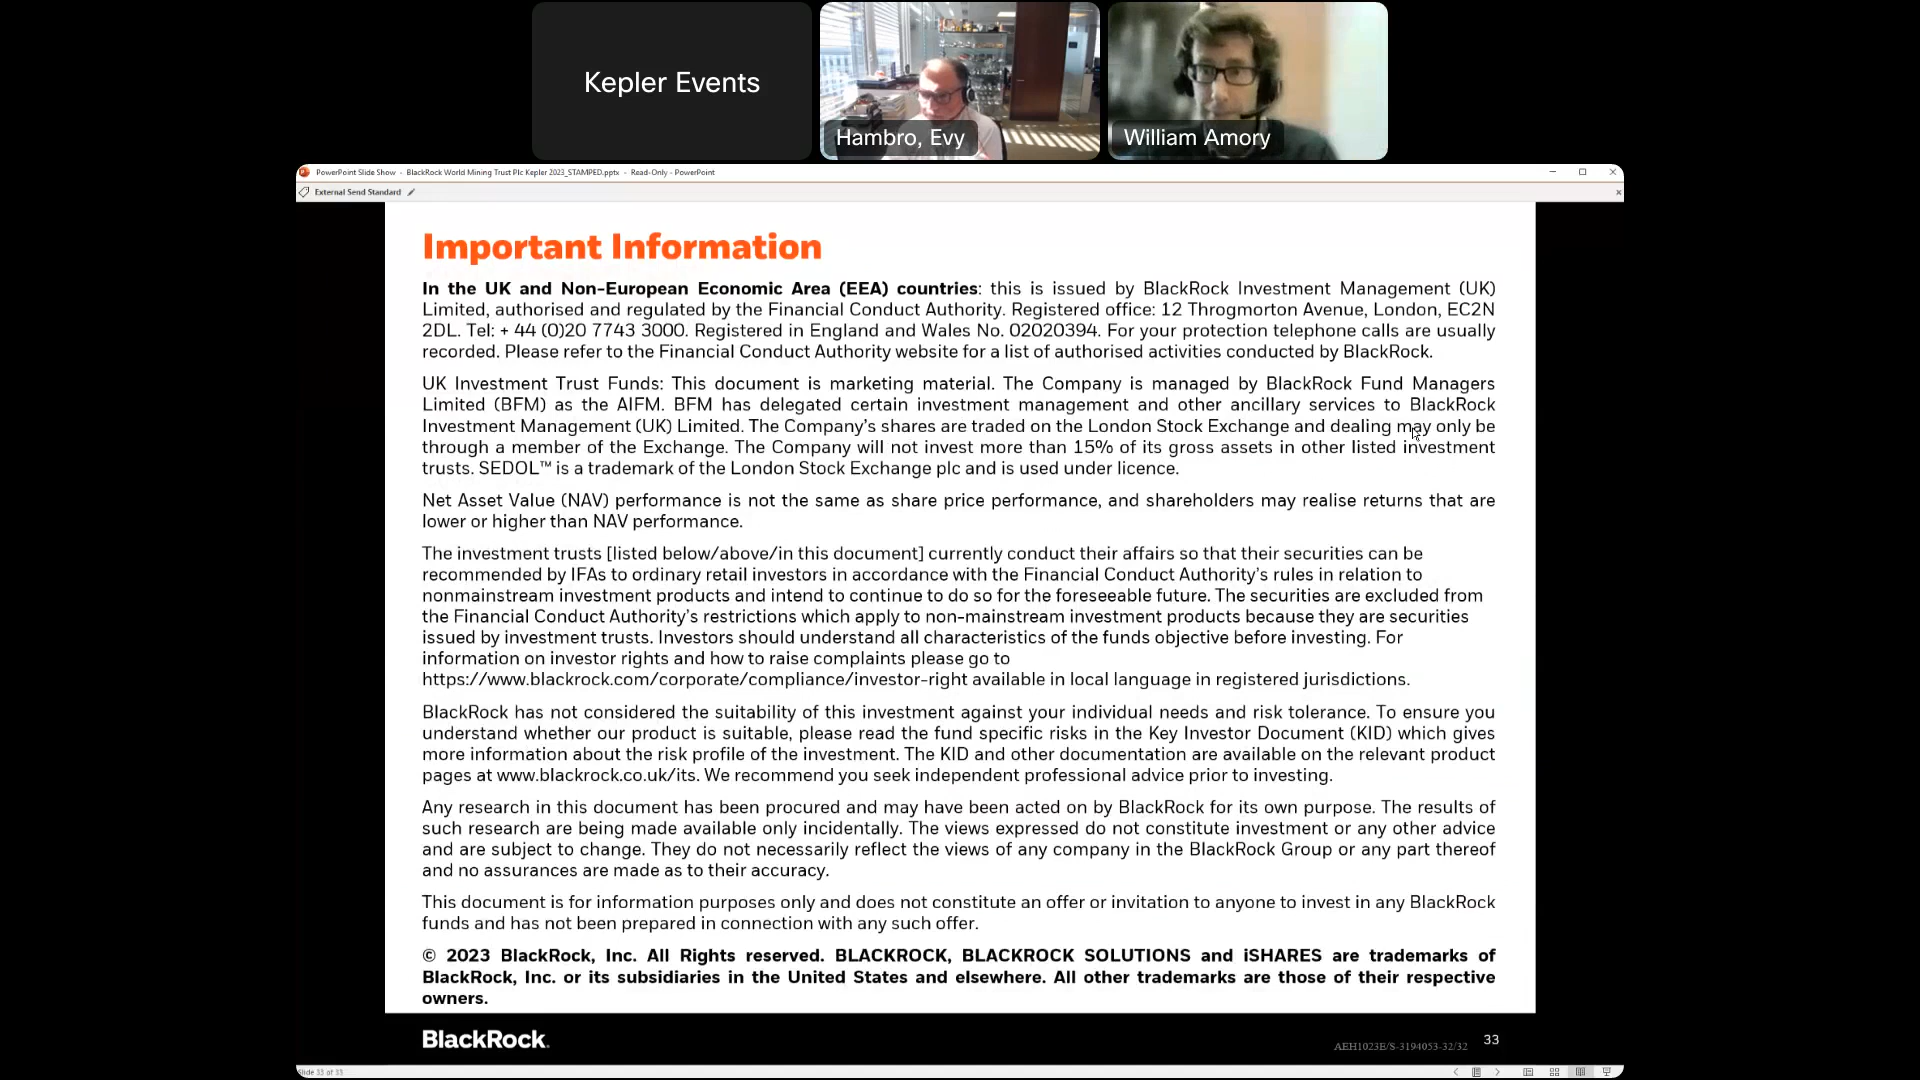 Kepler Events
Hambro, Evy
William Amory
PowerPoint Slide Show - BlackRock World Mining Trust Plc Kepler 2023_STAMPED.pptx - Read-Only - PowerPoint
External Send Standard
Important Information
In the UK and Non-European Economic Area (EEA) countries: this is issued by BlackRock Investment Management (UK)
Limited, authorised and regulated by the Financial Conduct Authority. Registered office: 12 Throgmorton Avenue, London, EC2N
2DL. Tel: + 44 (0)20 7743 3000. Registered in England and Wales No. 02020394. For your protection telephone calls are usually
recorded. Please refer to the Financial Conduct Authority website for a list of authorised activities conducted by BlackRock.
UK Investment Trust Funds: This document is marketing material. The Company is managed by BlackRock Fund Managers
Limited (BFM) as the AIFM. BFM has delegated certain investment management and other ancillary services to BlackRock
Investment Management (UK) Limited. The Company's shares are traded on the London Stock Exchange and dealing may only be
through a member of the Exchange. The Company will not invest more than 15% of its gross assets in other listed investment
trusts. SEDOL™ is a trademark of the London Stock Exchange plc and is used under licence.
Net Asset Value (NAV) performance is not the same as share price performance, and shareholders may realise returns that are
lower or higher than NAV performance.
The investment trusts [listed below/above/in this document] currently conduct their affairs so that their securities can be
recommended by IFAs to ordinary retail investors in accordance with the Financial Conduct Authority's rules in relation to
nonmainstream investment products and intend to continue to do so for the foreseeable future. The securities are excluded from
the Financial Conduct Authority's restrictions which apply to non-mainstream investment products because they are securities
issued by investment trusts. Investors should understand all characteristics of the funds objective before investing. For
information on investor rights and how to raise complaints please go to
https://www.blackrock.com/corporate/compliance/investor-right available in local language in registered jurisdictions.
BlackRock has not considered the suitability of this investment against your individual needs and risk tolerance. To ensure you
understand whether our product is suitable, please read the fund specific risks in the Key Investor Document (KID) which gives
more information about the risk profile of the investment. The KID and other documentation are available on the relevant product
pages at www.blackrock.co.uk/its. We recommend you seek independent professional advice prior to investing.
Any research in this document has been procured and may have been acted on by BlackRock for its own purpose. The results of
such research are being made available only incidentally. The views expressed do not constitute investment or any other advice
and are subject to change. They do not necessarily reflect the views of any company in the BlackRock Group or any part thereof
and no assurances are made as to their accuracy.
This document is for information purposes only and does not constitute an offer or invitation to anyone to invest in any BlackRock
funds and has not been prepared in connection with any such offer.
© 2023 BlackRock, Inc. All Rights reserved. BLACKROCK, BLACKROCK SOLUTIONS and iSHARES are trademarks of
BlackRock, Inc. or its subsidiaries in the United States and elsewhere. All other trademarks are those of their respective
owners.
BlackRock.
AEH1023E/S-3194053-32/32
33
Slide 33 of 33